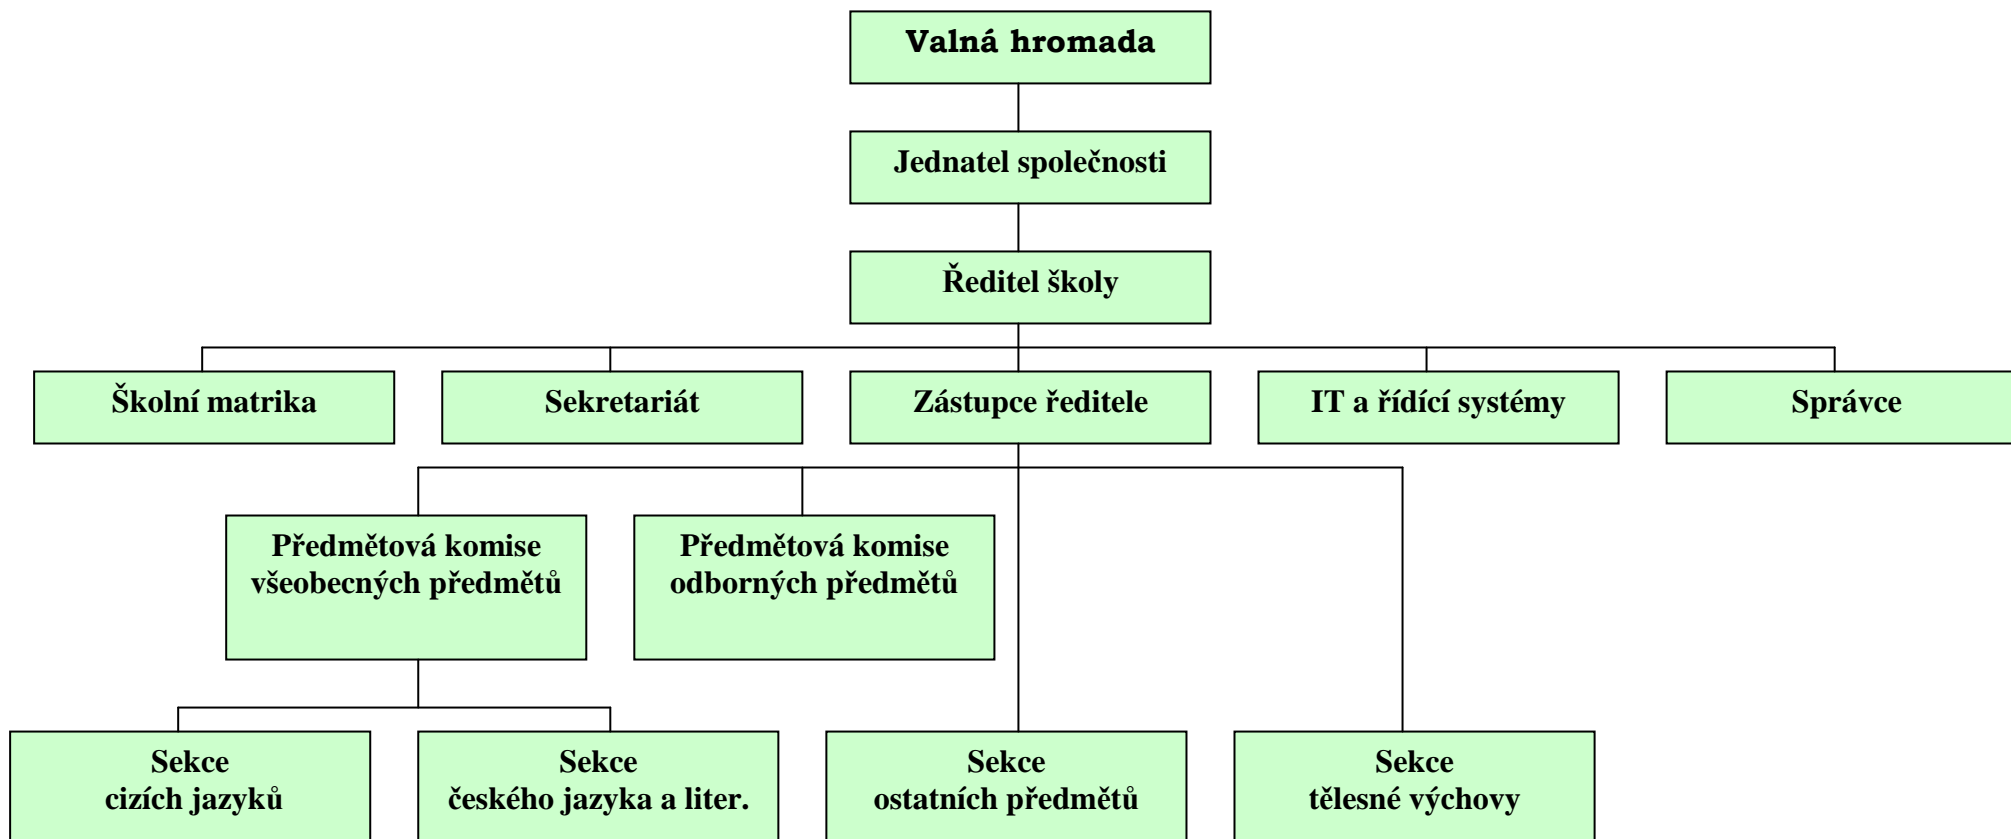 Valná hromada
Jednatel společnosti
Ředitel školy
Školní matrika
Sekretariát
Zástupce ředitele
IT a řídící systémy
Správce
Předmětová komise
všeobecných předmětů
Předmětová komise
odborných předmětů
Sekce
cizích jazyků
Sekce
českého jazyka a liter.
Sekce
ostatních předmětů
Sekce
tělesné výchovy